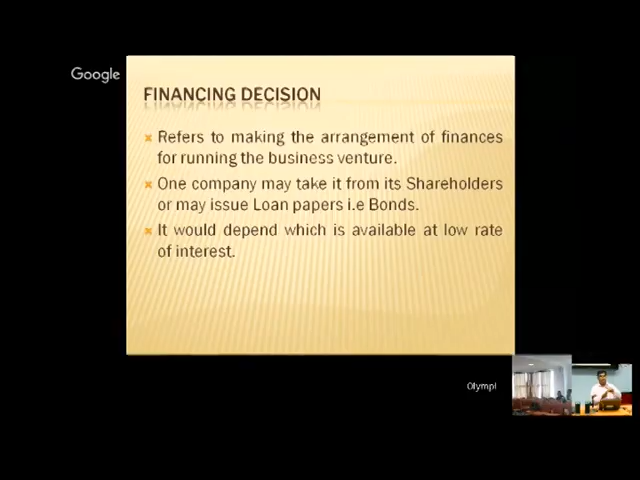 Google
FINANCING DECISION
Refers to making the arrangement of finances
for running the business venture.
One company may take it from its Shareholders
or may issue Loan papers i.e Bonds.
It would depend which is available at low rate
of interest.
Olympi